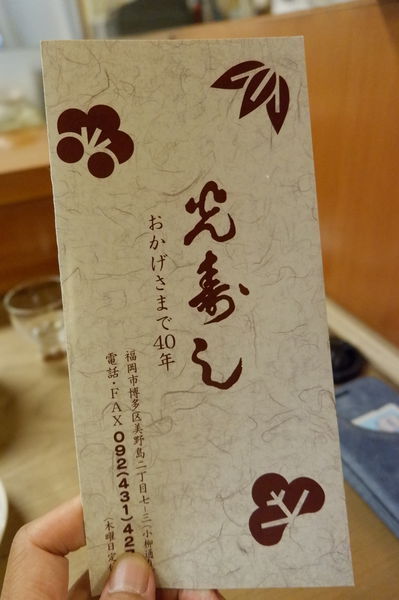 光寿し
おかげさまで40年
福岡市博多区美野島二丁目七-三(小柳通り
電話・FAX 092(431)427
(木曜日定